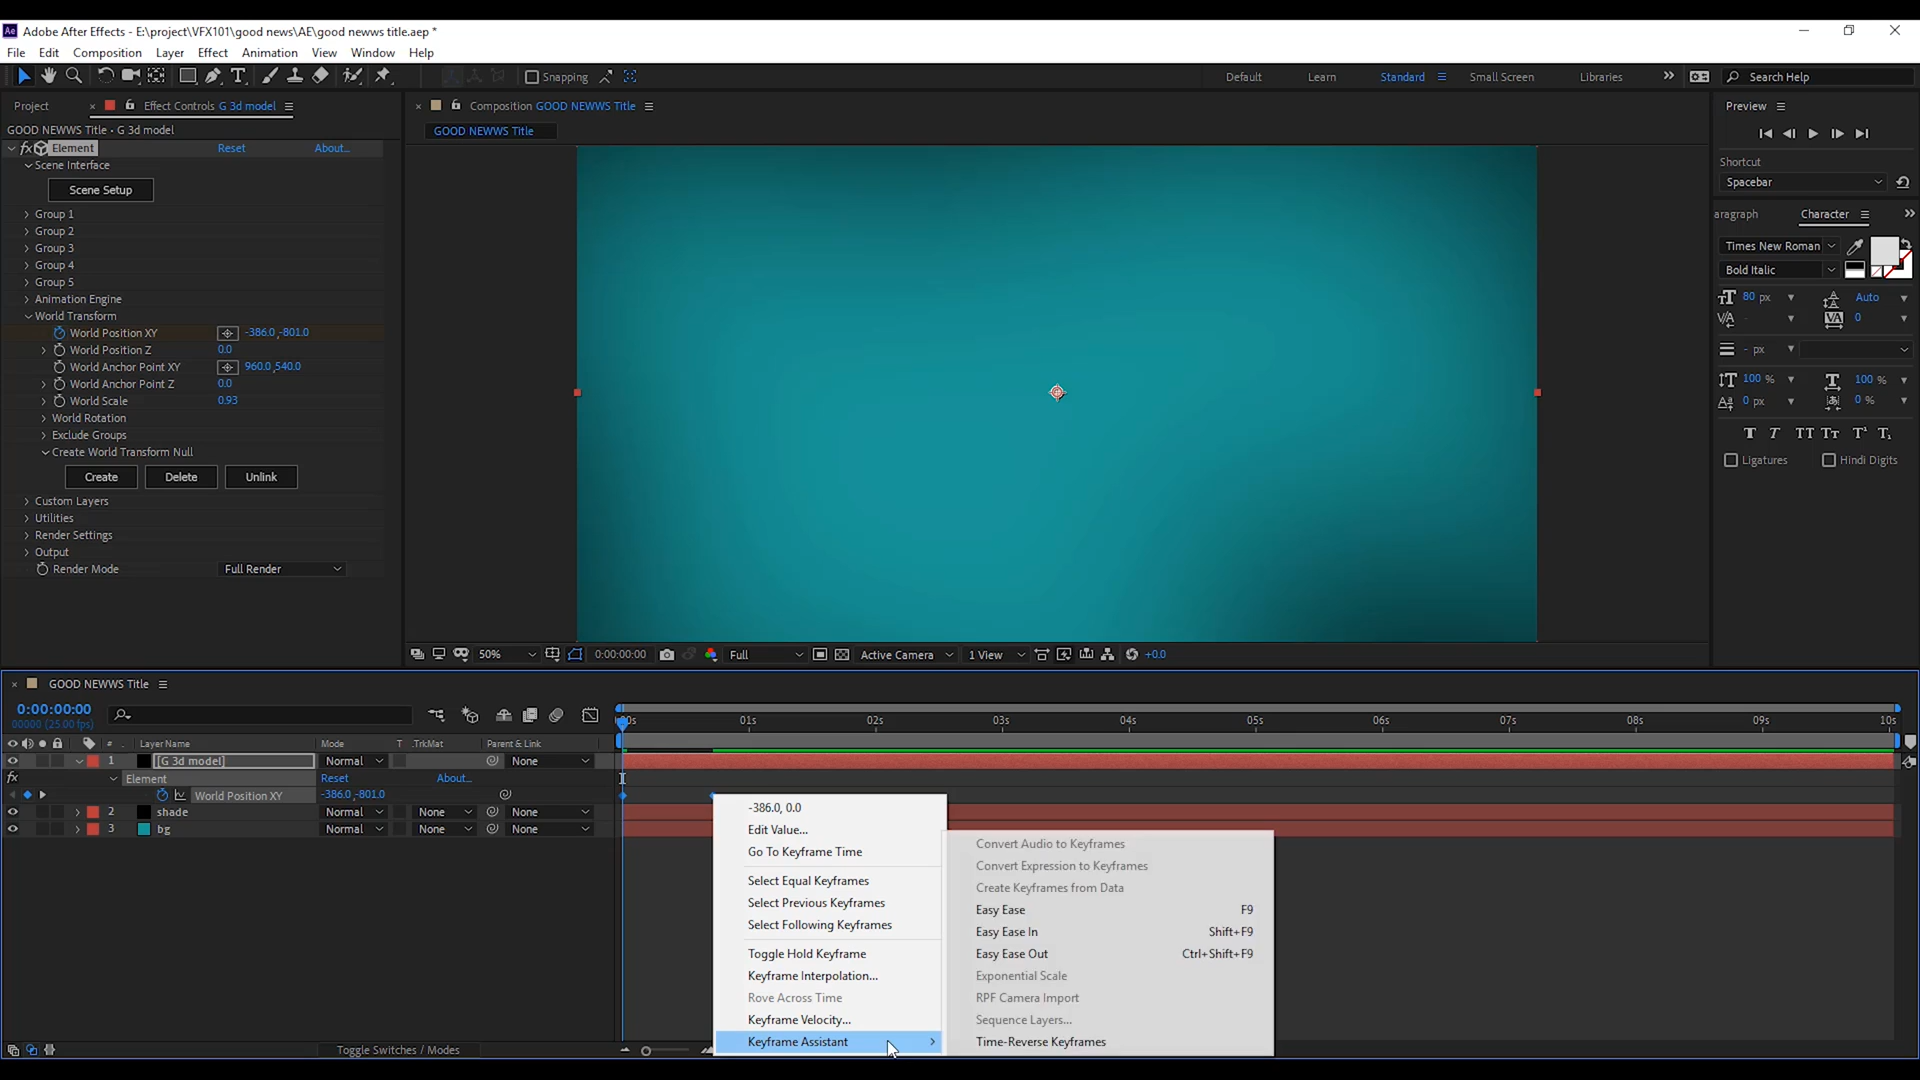 Ae Adobe After Effects - E:\project\VFX101\good news\AE\good newws title.aep *
File Edit Composition Layer Effect Animation View Window Help
T Snapping Default Learn Standard Small Screen Libraries Search Help
Project Effect Controls G 3d model
GOOD NEWWS Title • G 3d model
fx Element Reset About...
Scene Interface
Scene Setup
Group 1
Group 2
Group 3
Group 4
Group 5
Animation Engine
World Transform
World Position XY -386.0,-801.0
World Position Z 0.0
World Anchor Point XY 960.0,540.0
World Anchor Point Z 0.0
World Scale 0.93
World Rotation
Exclude Groups
Create World Transform Null
Create Delete Unlink
Custom Layers
Utilities
Render Settings
Output
Render Mode Full Render
Composition GOOD NEWWS Title
GOOD NEWWS Title
50% 0:00:00:00 Full Active Camera 1 View +0.0
Preview
Shortcut
Spacebar
aragraph Character
Times New Roman
Bold Italic
80 px Auto
0
- px
100 % 100 %
0 px 0 %
T T TT Tt T¹ T₁
Ligatures Hindi Digits
GOOD NEWWS Title
0:00:00:00
00000 (25.00 fps)
01s 02s 03s 04s 05s 06s 07s 08s 09s 10s
# Layer Name Mode T .TrkMat Parent & Link
1 [G 3d model] Normal None
fx Element Reset About...
World Position XY -386.0,-801.0
2 shade Normal None None
3 bg Normal None None
-386.0, 0.0
Edit Value...
Go To Keyframe Time
Select Equal Keyframes
Select Previous Keyframes
Select Following Keyframes
Toggle Hold Keyframe
Keyframe Interpolation...
Rove Across Time
Keyframe Velocity...
Keyframe Assistant
Convert Audio to Keyframes
Convert Expression to Keyframes
Create Keyframes from Data
Easy Ease F9
Easy Ease In Shift+F9
Easy Ease Out Ctrl+Shift+F9
Exponential Scale
RPF Camera Import
Sequence Layers...
Time-Reverse Keyframes
Toggle Switches / Modes